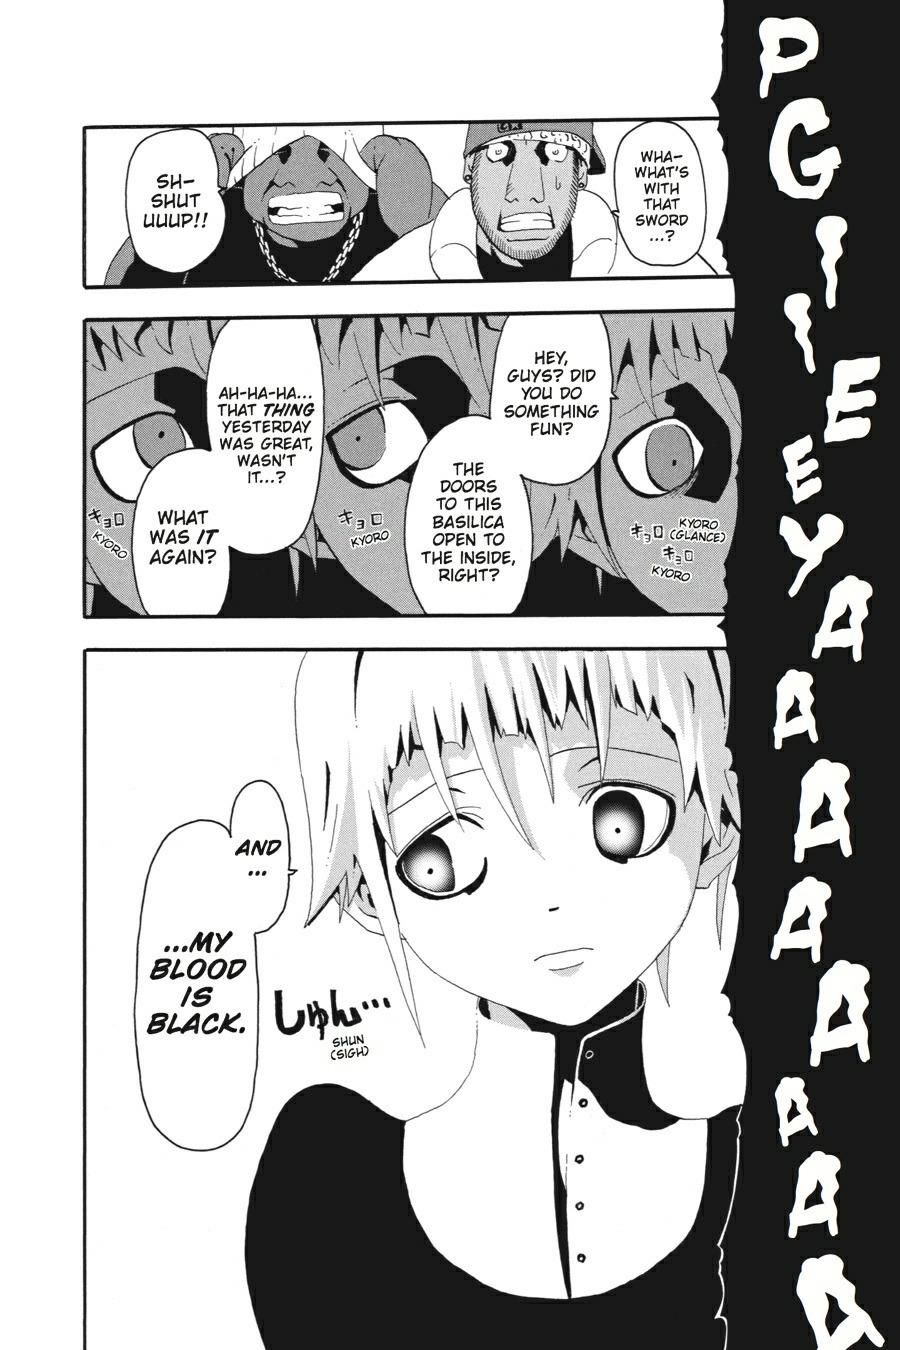 PGIIIEEYAAAAAAAAA
WHA-
WHAT'S
WITH
THAT
SWORD
...?
SH-
SHUT
UUUP!!
HEY,
GUYS? DID
YOU DO
SOMETHING
FUN?
THE
DOORS
TO THIS
BASILICA
OPEN TO
THE INSIDE,
RIGHT?
キョロ
KYORO
(GLANCE)
キョロ
KYORO
AH-HA-HA...
THAT THING
YESTERDAY
WAS GREAT,
WASN'T
IT...?
キョロ
KYORO
WHAT
WAS IT
AGAIN?
キョロ
KYORO
AND
...
...MY
BLOOD
IS
BLACK.
しゅん…
SHUN
(SIGH)